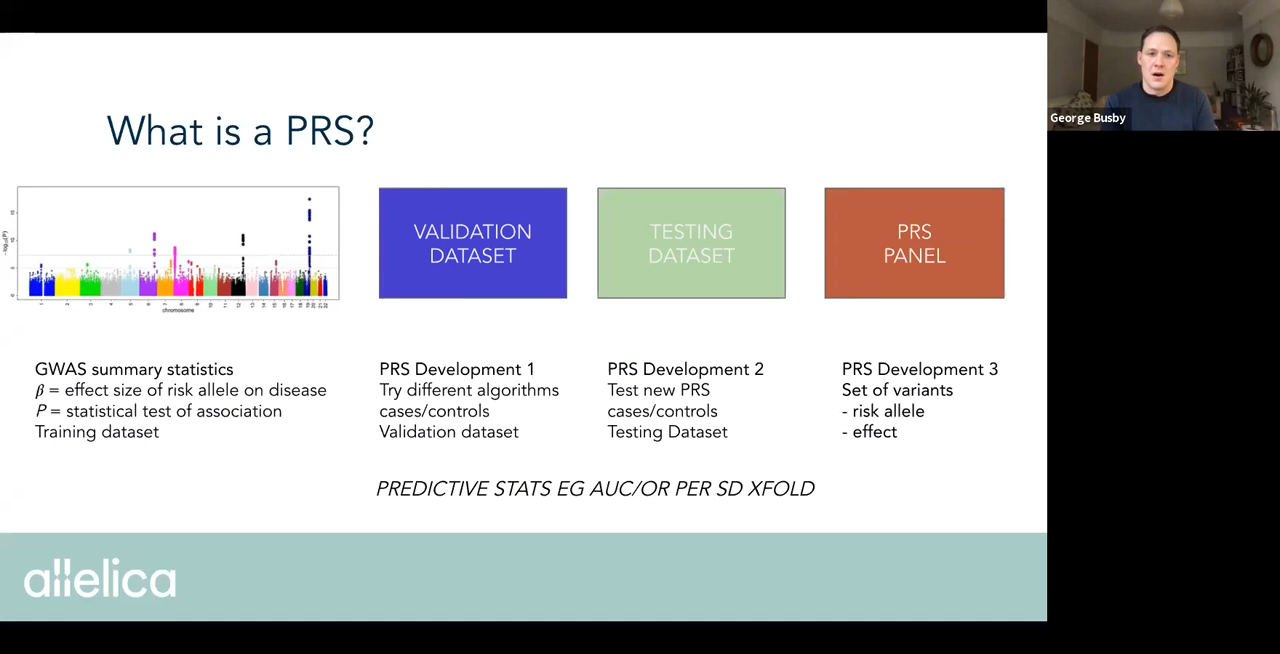 What is a PRS?
George Busby
-log10(P)
chromosome
VALIDATION
DATASET
TESTING
DATASET
PRS
PANEL
GWAS summary statistics
β = effect size of risk allele on disease
P = statistical test of association
Training dataset
PRS Development 1
Try different algorithms
cases/controls
Validation dataset
PRS Development 2
Test new PRS
cases/controls
Testing Dataset
PRS Development 3
Set of variants
- risk allele
- effect
PREDICTIVE STATS EG AUC/OR PER SD XFOLD
allelica